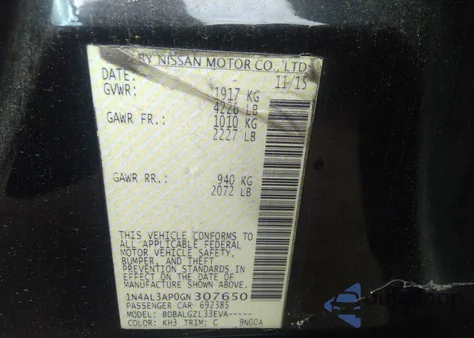 BY NISSAN MOTOR CO., LTD
DATE: 11/15
GVWR: 1917 KG
4226 LB
GAWR FR.: 1010 KG
2227 LB
GAWR RR.: 940 KG
2072 LB
THIS VEHICLE CONFORMS TO
ALL APPLICABLE FEDERAL
MOTOR VEHICLE SAFETY,
BUMPER, AND THEFT
PREVENTION STANDARDS IN
EFFECT ON THE DATE OF
MANUFACTURE SHOWN ABOVE.
1N4AL3AP0GN307650
PASSENGER CAR 692385
MODEL: BDBALGZL33EVA-----
COLOR: KH3 TRIM: C 9N00A